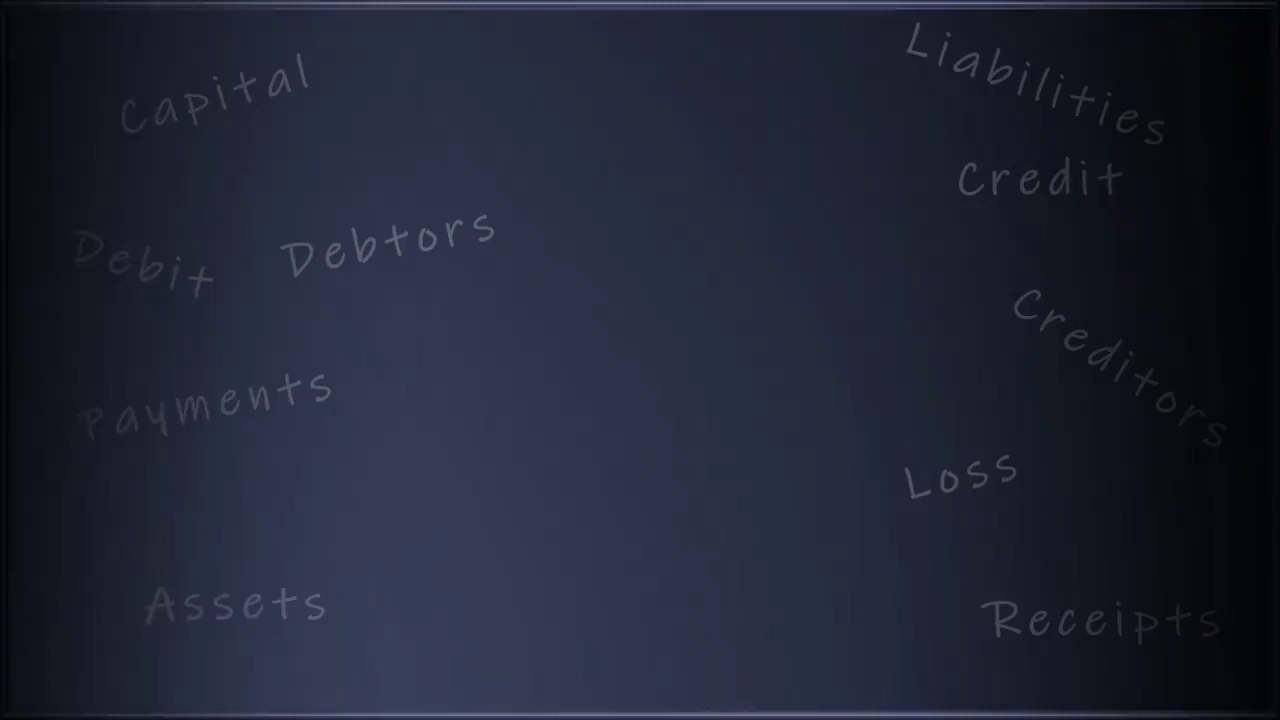 Capital
Liabilities
Credit
Debit
Debtors
Creditors
Payments
Loss
Assets
Receipts